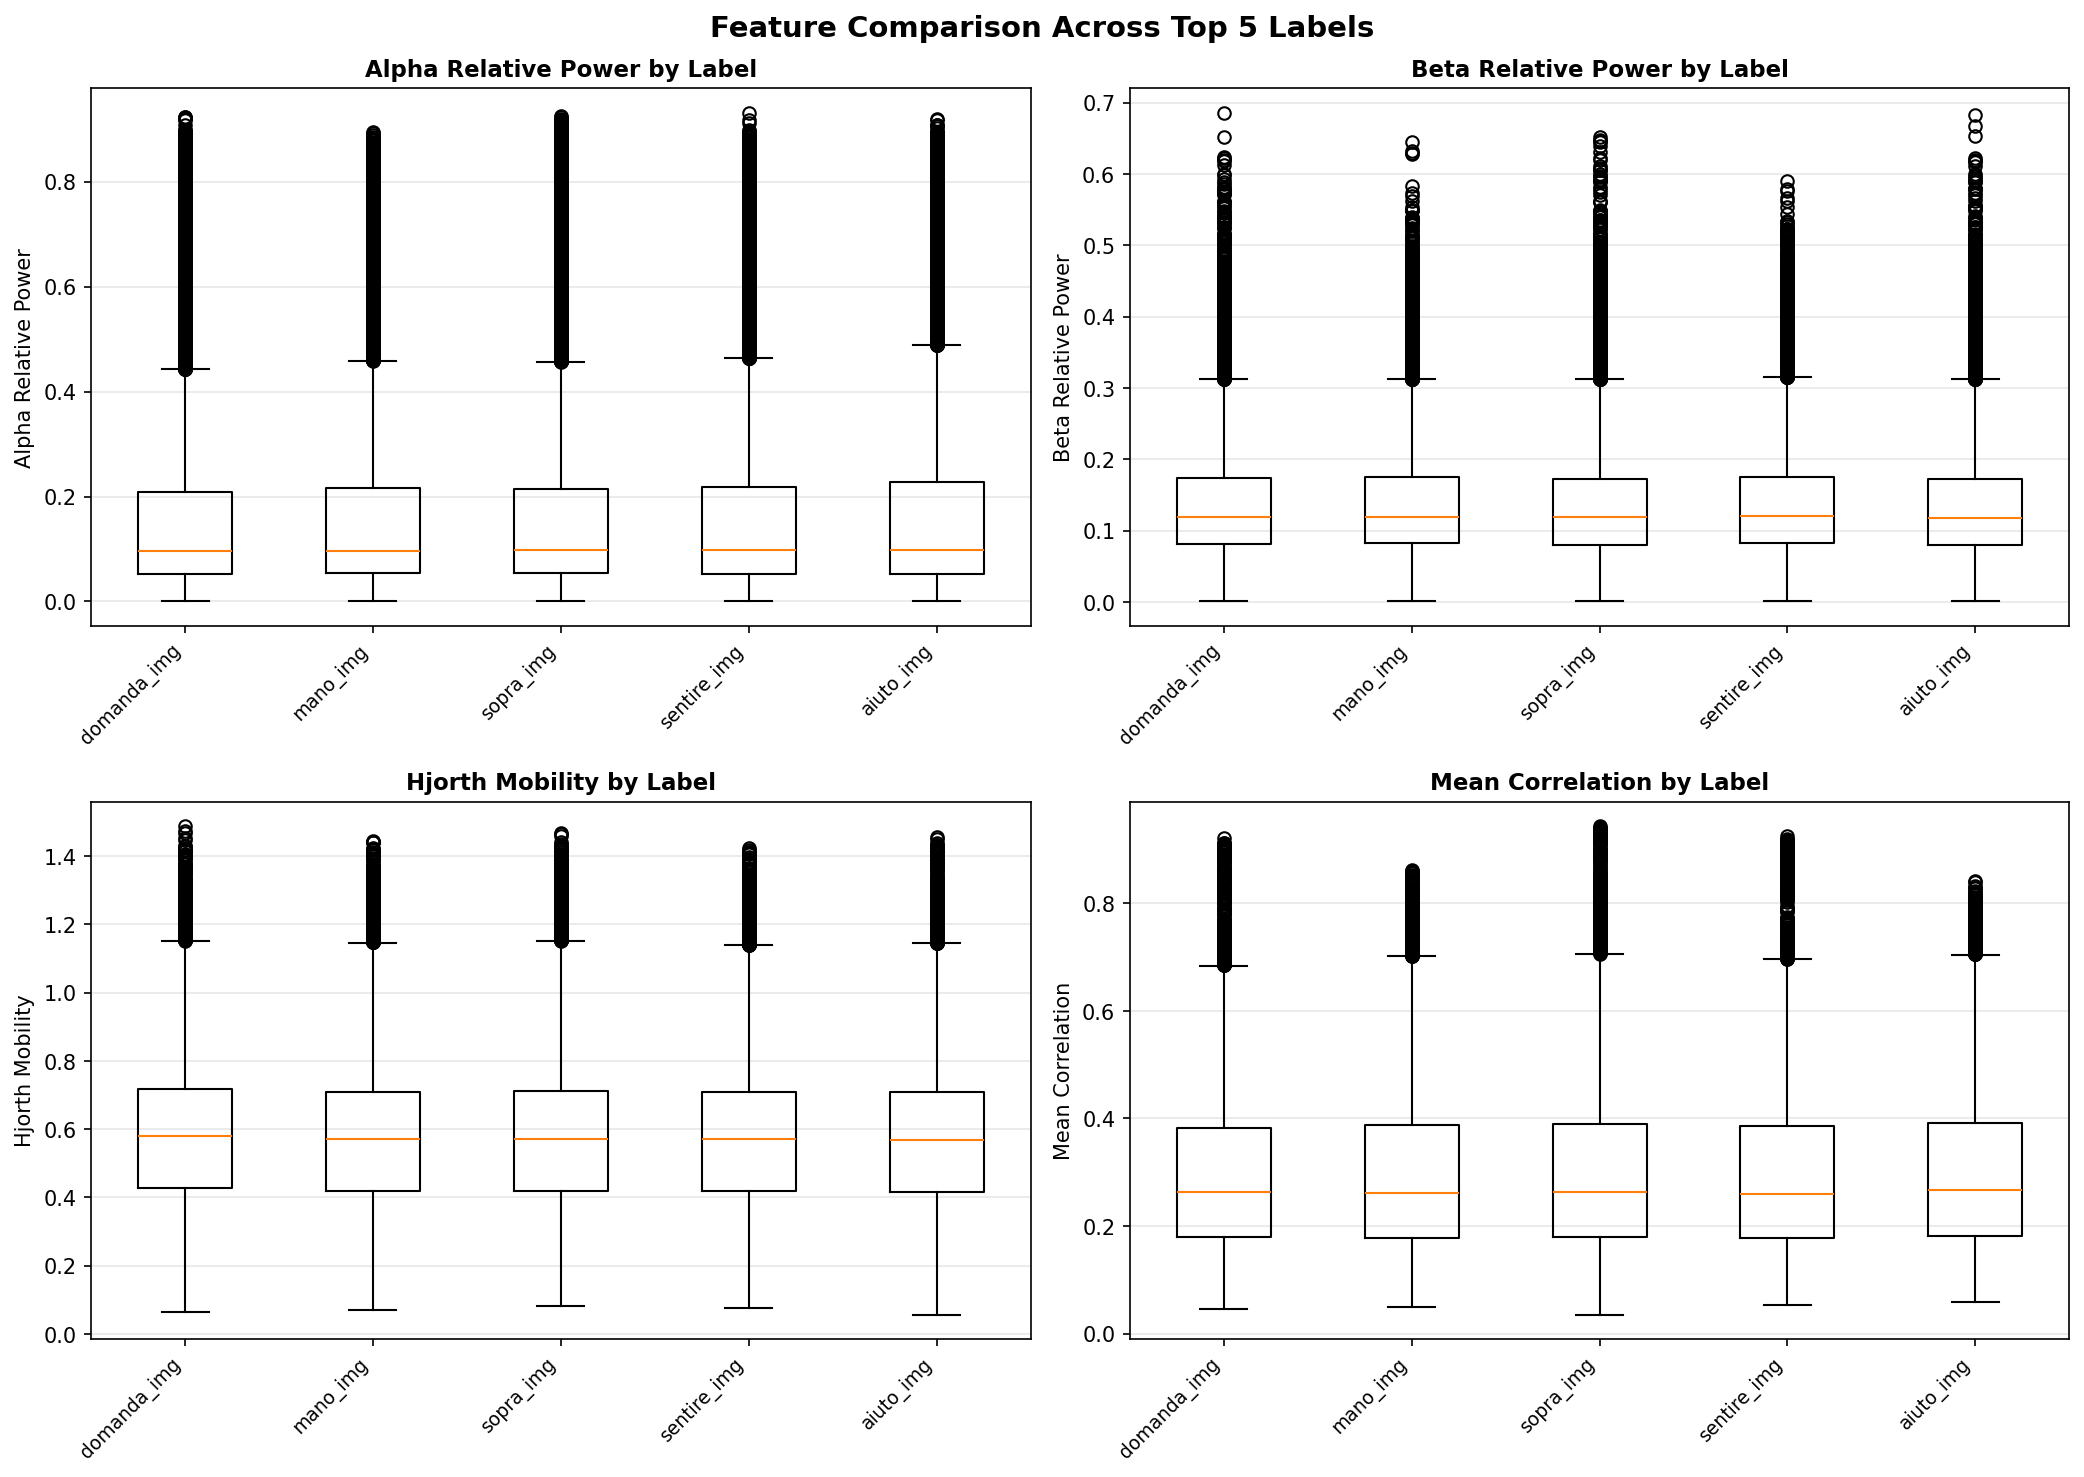 Feature Comparison Across Top 5 Labels
Alpha Relative Power by Label
Alpha Relative Power
0.8
0.6
0.4
0.2
0.0
domanda_img
mano_img
sopra_img
sentire_img
aiuto_img
Beta Relative Power by Label
Beta Relative Power
0.7
0.6
0.5
0.4
0.3
0.2
0.1
0.0
domanda_img
mano_img
sopra_img
sentire_img
aiuto_img
Hjorth Mobility by Label
Hjorth Mobility
1.4
1.2
1.0
0.8
0.6
0.4
0.2
0.0
domanda_img
mano_img
sopra_img
sentire_img
aiuto_img
Mean Correlation by Label
Mean Correlation
0.8
0.6
0.4
0.2
0.0
domanda_img
mano_img
sopra_img
sentire_img
aiuto_img